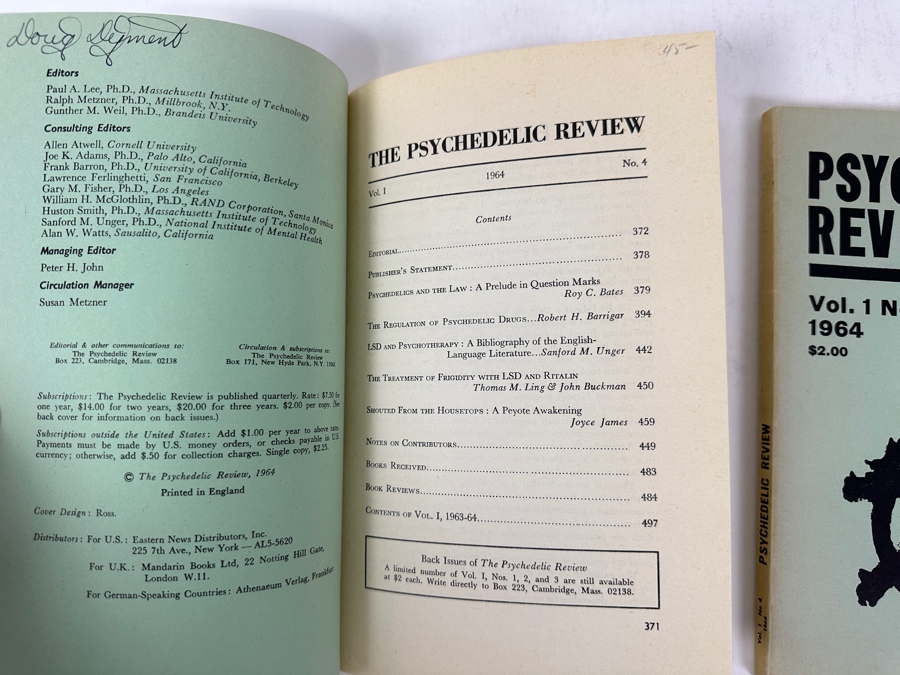 Doug Dyment
Editors
Paul A. Lee, Ph.D., Massachusetts Institute of Technology
Ralph Metzner, Ph.D., Millbrook, N.Y.
Gunther M. Weil, Ph.D., Brandeis University
Consulting Editors
Allen Atwell, Cornell University
Joe K. Adams, Ph.D., Palo Alto, California
Frank Barron, Ph.D., University of California, Berkeley
Lawrence Ferlinghetti, San Francisco
Gary M. Fisher, Ph.D., Los Angeles
William H. McGlothlin, Ph.D., RAND Corporation, Santa Monica
Huston Smith, Ph.D., Massachusetts Institute of Technology
Sanford M. Unger, Ph.D., National Institute of Mental Health
Alan W. Watts, Sausalito, California
Managing Editor
Peter H. John
Circulation Manager
Susan Metzner
Editorial & other communications to:
The Psychedelic Review
Box 223, Cambridge, Mass. 02138
Circulation & subscriptions to:
The Psychedelic Review
Box 171, New Hyde Park, N.Y.
Subscriptions: The Psychedelic Review is published quarterly. Rate: $7.50 for
one year, $14.00 for two years, $20.00 for three years. $2.00 per copy. (See
back cover for information on back issues.)
Subscriptions outside the United States: Add $1.00 per year to above rates.
Payments must be made by U.S. money orders, or checks payable in U.S.
currency; otherwise, add $.50 for collection charges. Single copy, $2.25.
© The Psychedelic Review, 1964
Printed in England
Cover Design: Ross.
Distributors: For U.S.: Eastern News Distributors, Inc.
225 7th Ave., New York — AL5-5620
For U.K.: Mandarin Books Ltd, 22 Notting Hill Gate,
London W.11.
For German-Speaking Countries: Athenaeum Verlag, Frankfurt
45-
THE PSYCHEDELIC REVIEW
Vol. I 1964 No. 4
Contents
Editorial 372
Publisher's Statement 378
Psychedelics and the Law: A Prelude in Question Marks
Roy C. Bates 379
The Regulation of Psychedelic Drugs...Robert H. Barrigar 394
LSD and Psychotherapy: A Bibliography of the English-
Language Literature...Sanford M. Unger 442
The Treatment of Frigidity with LSD and Ritalin
Thomas M. Ling & John Buckman 450
Shouted From the Housetops: A Peyote Awakening
Joyce James 459
Notes on Contributors 449
Books Received 483
Book Reviews 484
Contents of Vol. I, 1963-64 497
Back Issues of The Psychedelic Review
A limited number of Vol. I, Nos. 1, 2, and 3 are still available
at $2 each. Write directly to Box 223, Cambridge, Mass. 02138.
371
PSYC
REV
Vol. 1 N
1964
$2.00
PSYCHEDELIC REVIEW
Vol. 1 No. 4
1964